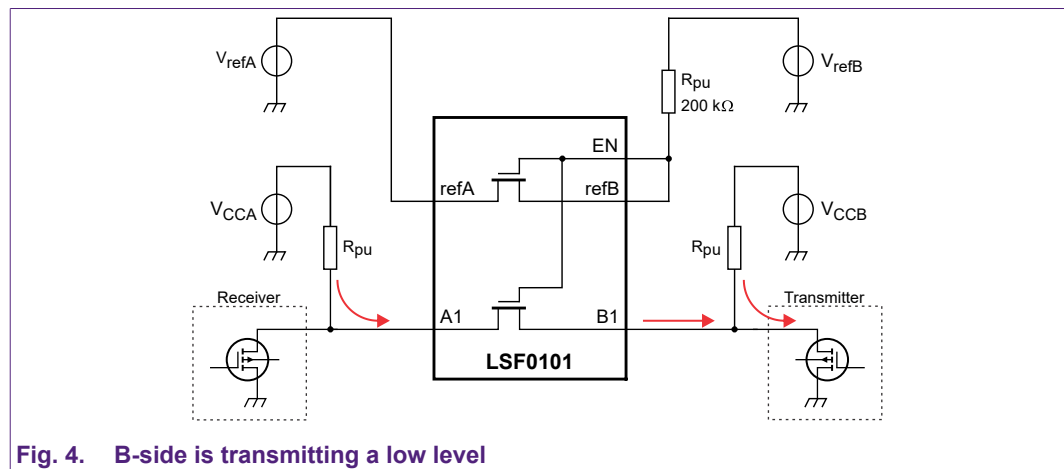 VrefA
Rpu
200 kΩ
VrefB
EN
refA
refB
VCCA
Rpu
Rpu
VCCB
Receiver
A1
B1
Transmitter
LSF0101
Fig. 4. B-side is transmitting a low level